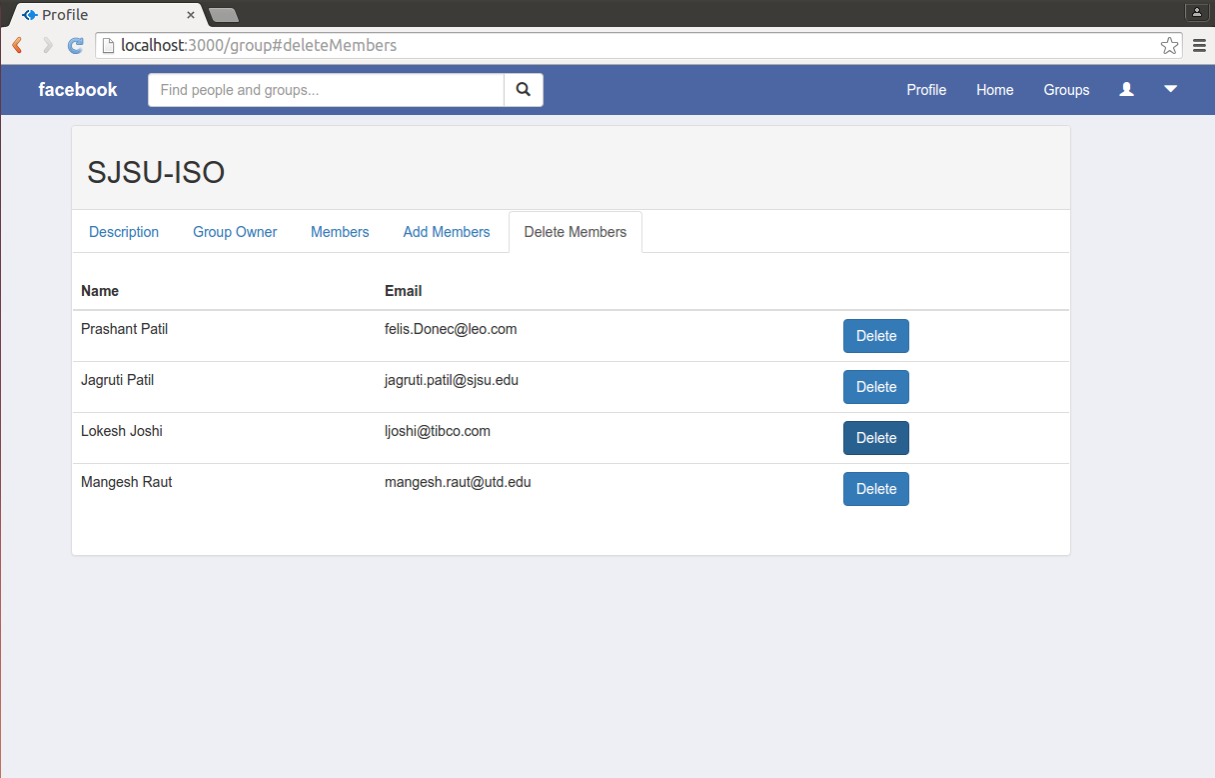 Profile
localhost:3000/group#deleteMembers
facebook Find people and groups... Profile Home Groups
SJSU-ISO
Description Group Owner Members Add Members Delete Members
Name Email
Prashant Patil felis.Donec@leo.com Delete
Jagruti Patil jagruti.patil@sjsu.edu Delete
Lokesh Joshi ljoshi@tibco.com Delete
Mangesh Raut mangesh.raut@utd.edu Delete